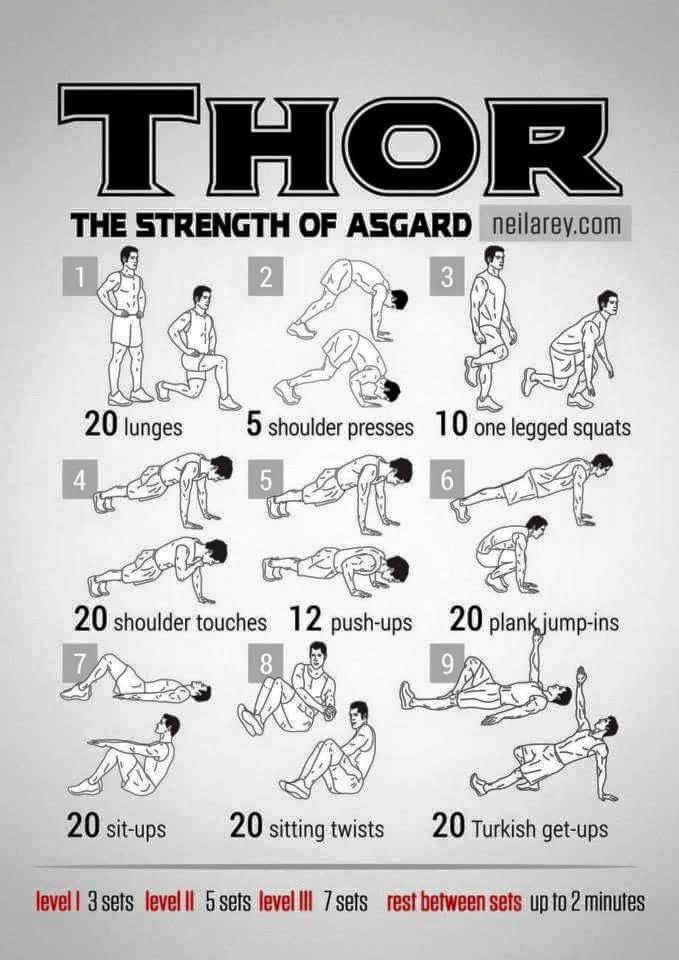 THOR
THE STRENGTH OF ASGARD neilarey.com
1 2 3
20 lunges 5 shoulder presses 10 one legged squats
4 5 6
20 shoulder touches 12 push-ups 20 plank jump-ins
7 8 9
20 sit-ups 20 sitting twists 20 Turkish get-ups
level I 3 sets level II 5 sets level III 7 sets rest between sets up to 2 minutes